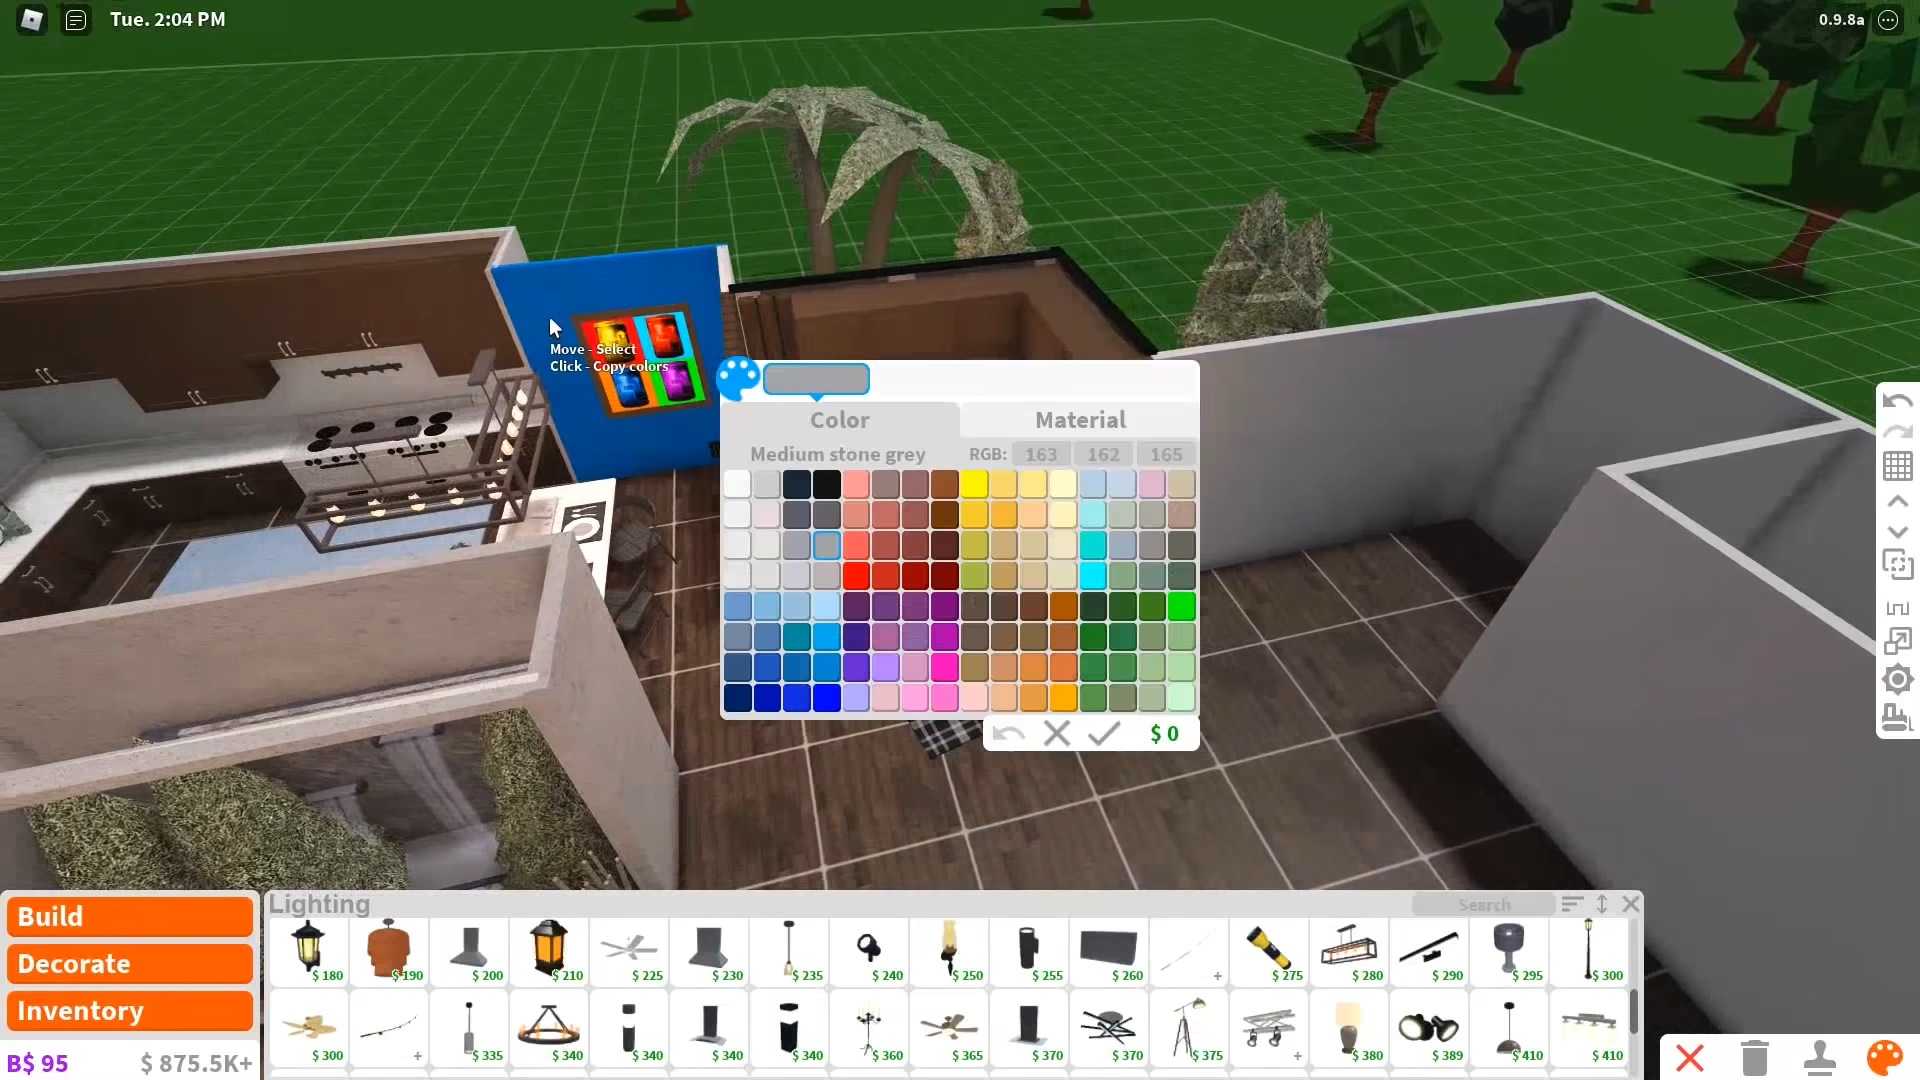 Tue. 2:04 PM
0.9.8a
Move - Select
Click - Copy colors
Color
Material
Medium stone grey
RGB: 163 162 165
$ 0
Build
Decorate
Inventory
B$ 95
$ 875.5K+
Lighting
Search
$ 180
$ 190
$ 200
$ 210
$ 225
$ 230
$ 235
$ 240
$ 250
$ 255
$ 260
+
$ 275
$ 280
$ 290
$ 295
$ 300
$ 300
+
$ 335
$ 340
$ 340
$ 340
$ 340
$ 360
$ 365
$ 370
$ 370
$ 375
+
$ 380
$ 389
$ 410
$ 410